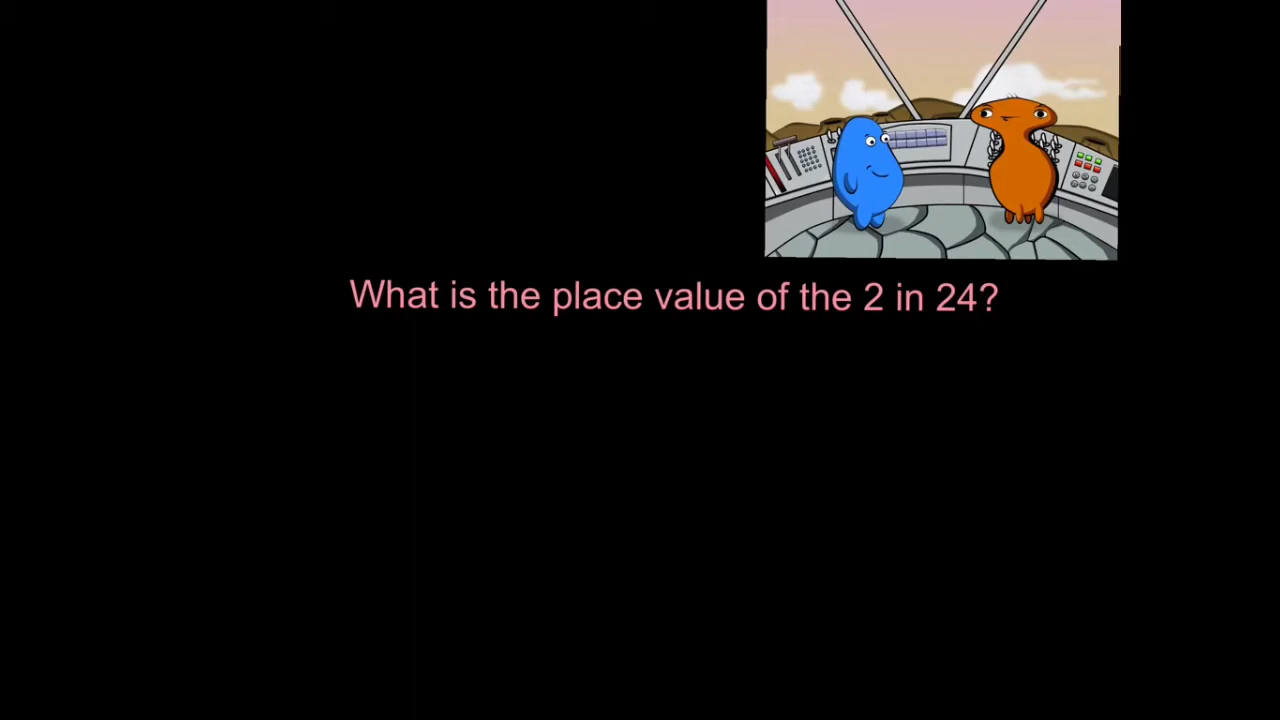 What is the place value of the 2 in 24?